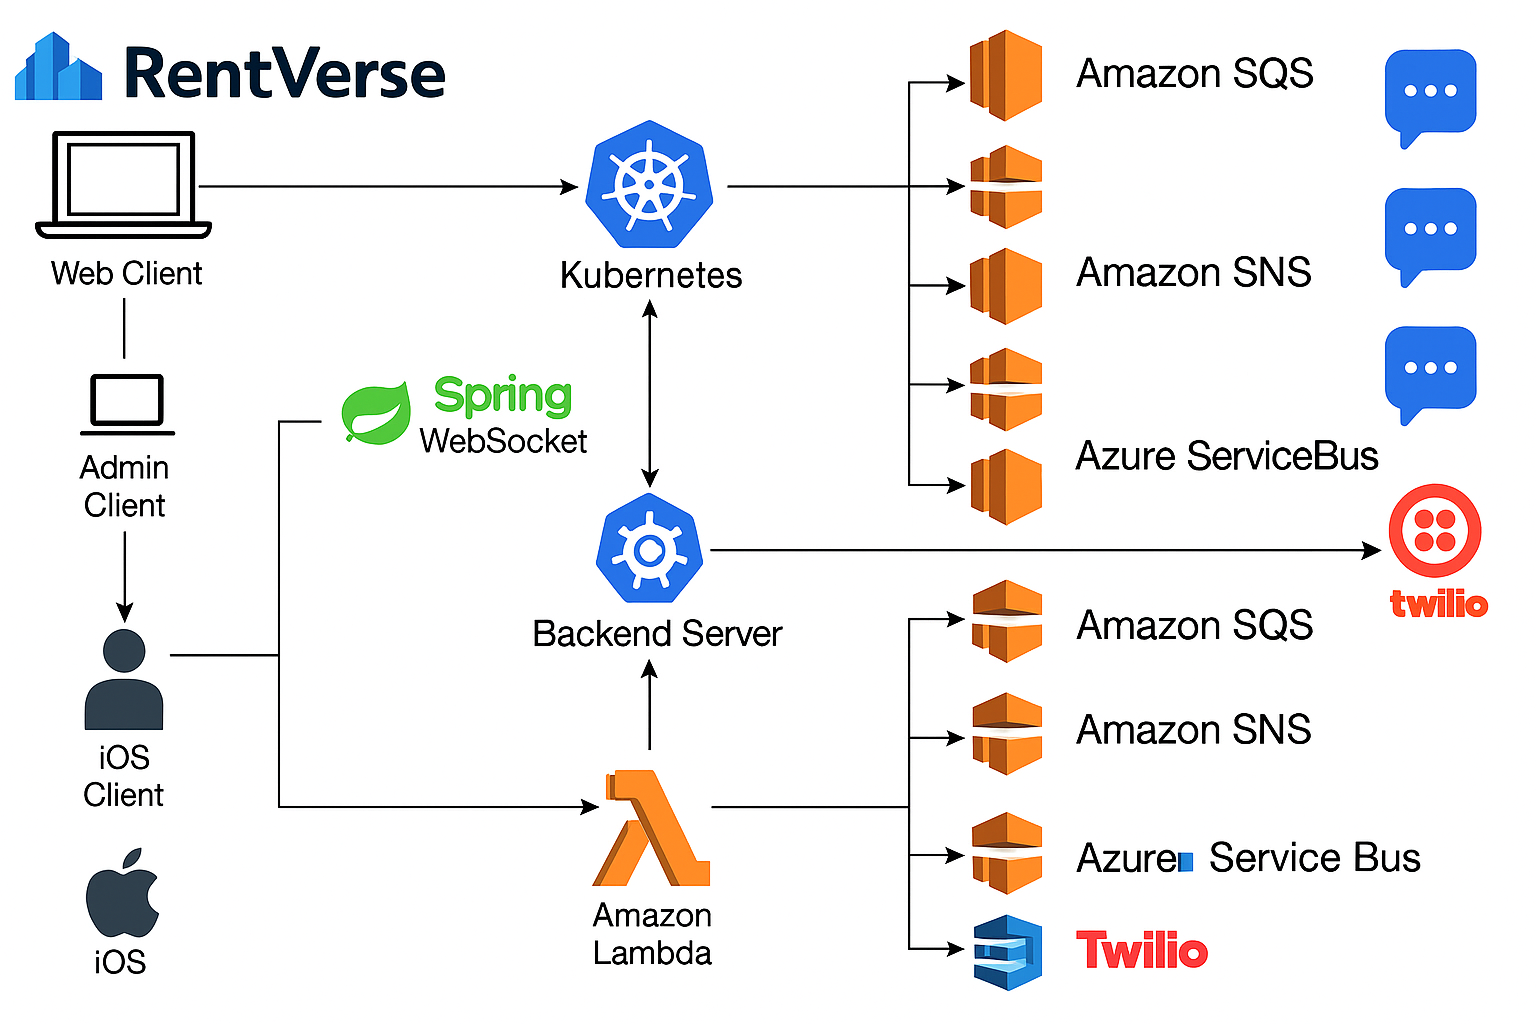 RentVerse
Web Client
Admin
Client
iOS
Client
iOS
Kubernetes
Spring
WebSocket
Backend Server
Amazon
Lambda
Amazon SQS
Amazon SNS
Azure ServiceBus
twilio
Amazon SQS
Amazon SNS
Azure Service Bus
Twilio